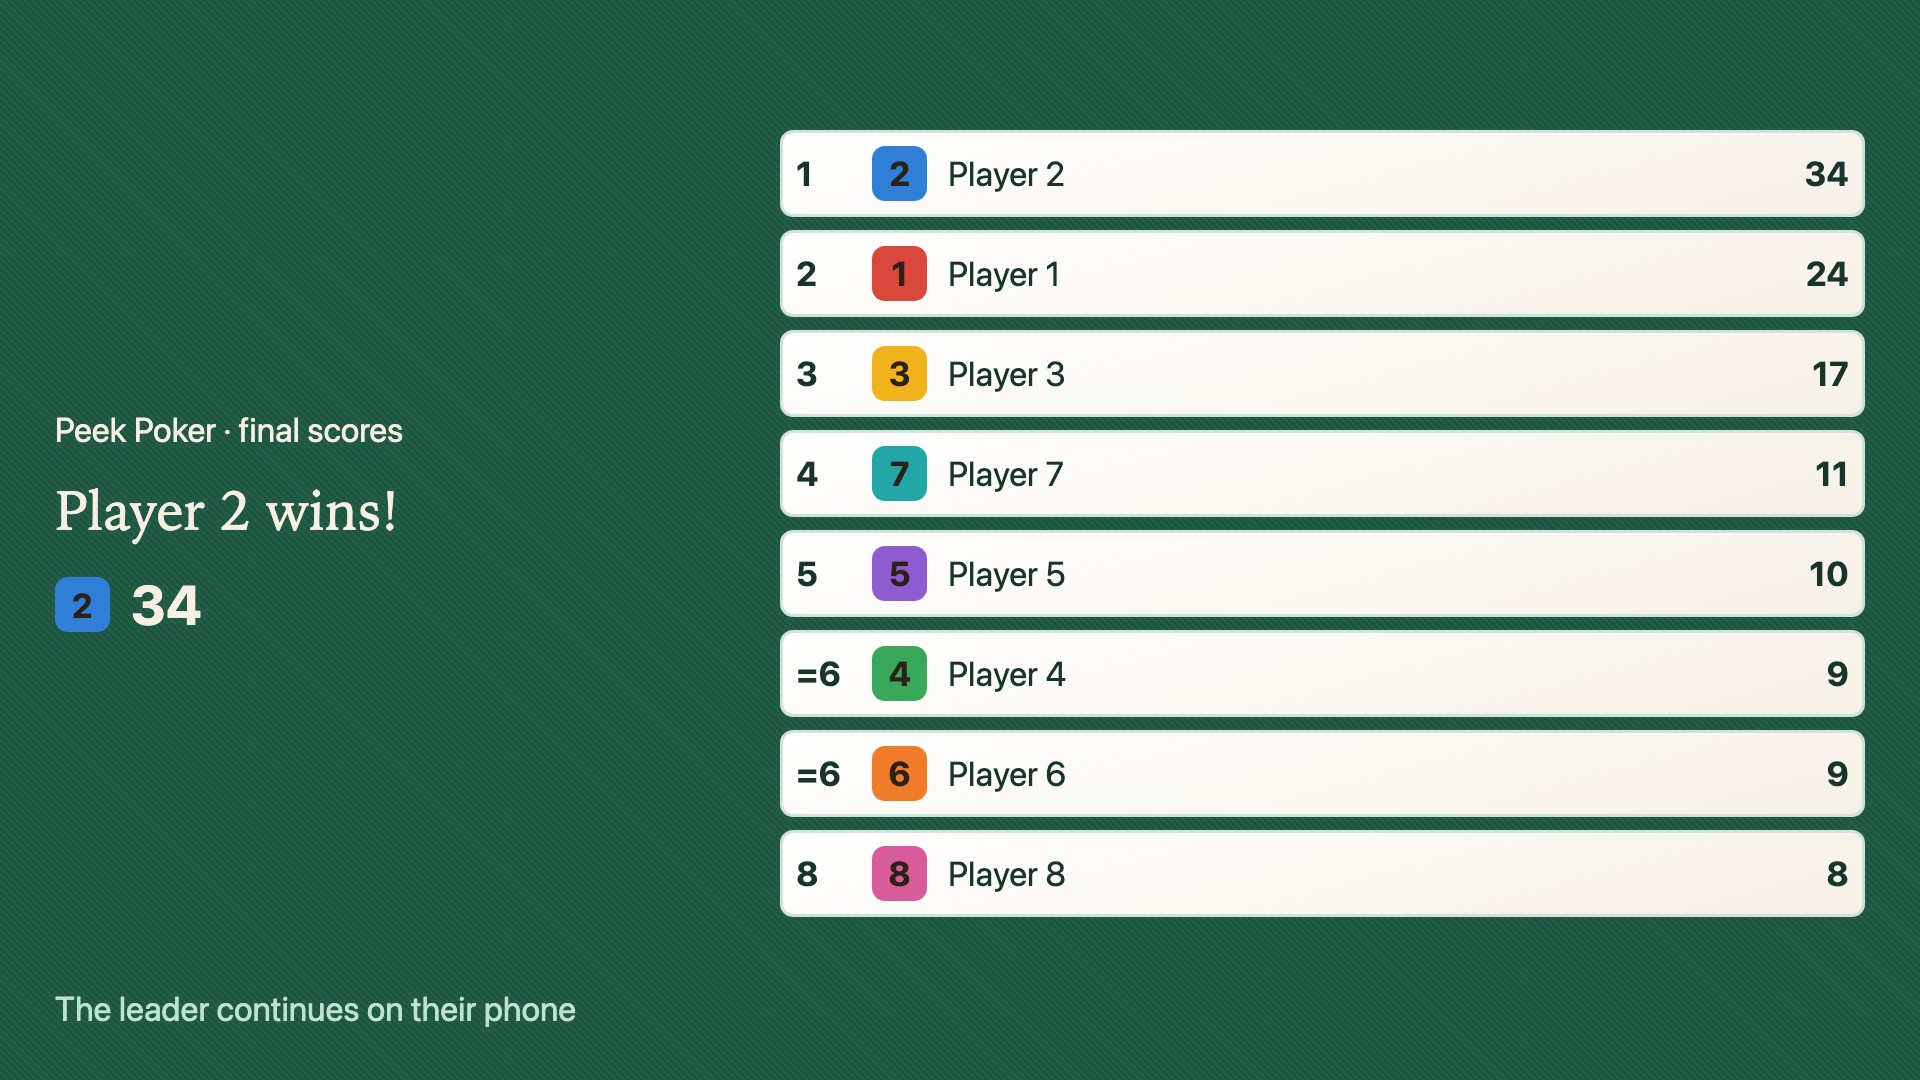 Peek Poker · final scores
Player 2 wins!
2 34
1 2 Player 2 34
2 1 Player 1 24
3 3 Player 3 17
4 7 Player 7 11
5 5 Player 5 10
=6 4 Player 4 9
=6 6 Player 6 9
8 8 Player 8 8
The leader continues on their phone